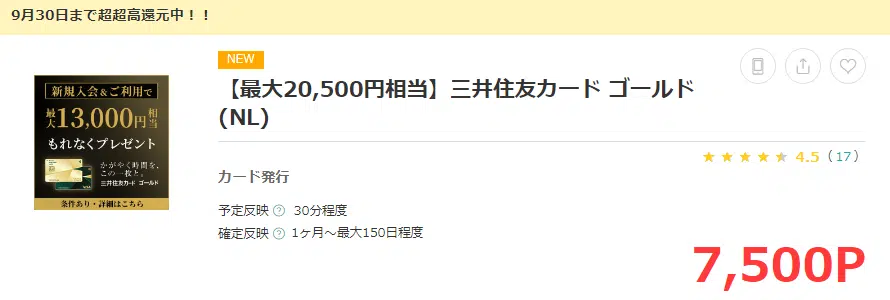 9月30日まで超超高還元中！！
NEW
【最大20,500円相当】三井住友カード ゴールド
(NL)
新規入会&ご利用で
最大13,000円相当
もれなくプレゼント
かがやく時間を、
この一枚と。
三井住友カード ゴールド
条件あり・詳細はこちら
4.5（17）
カード発行
予定反映 ? 30分程度
確定反映 ? 1ヶ月〜最大150日程度
7,500P